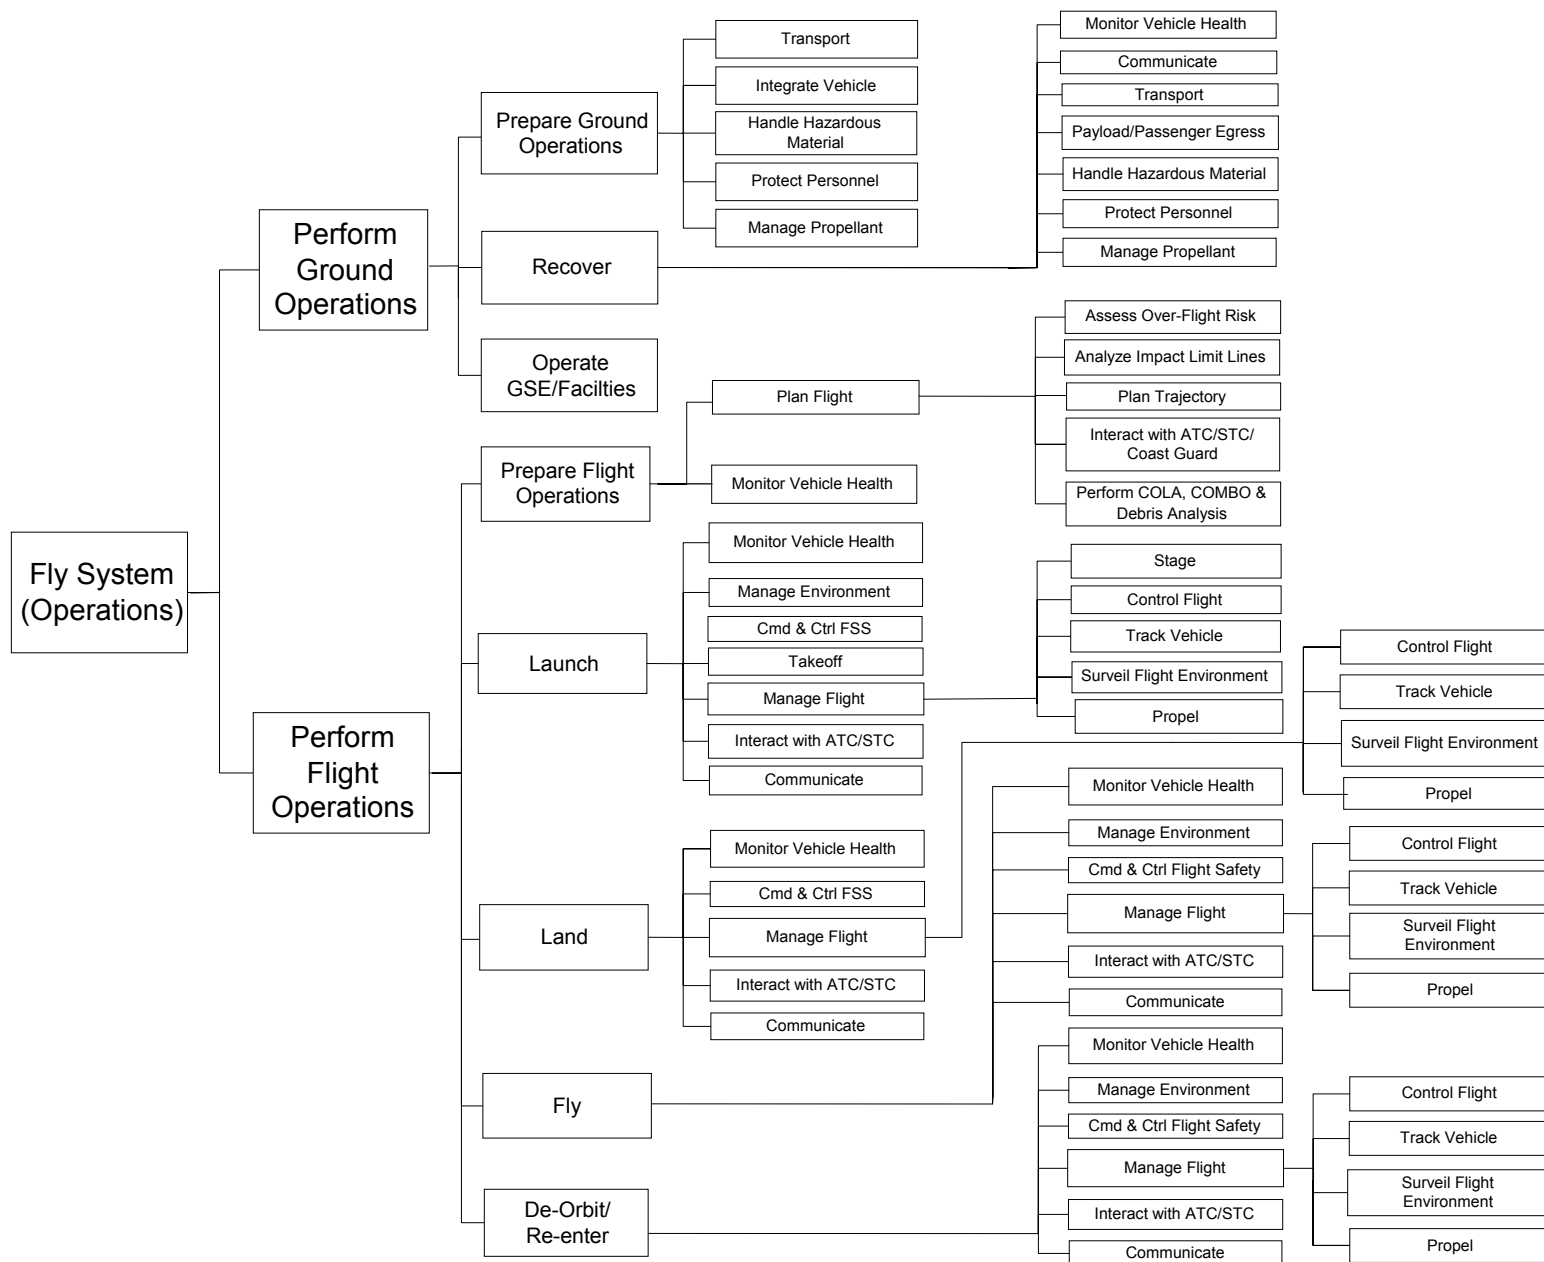 Fly System
(Operations)
Perform
Ground
Operations
Prepare Ground
Operations
Transport
Integrate Vehicle
Handle Hazardous
Material
Protect Personnel
Manage Propellant
Recover
Monitor Vehicle Health
Communicate
Transport
Payload/Passenger Egress
Handle Hazardous Material
Protect Personnel
Manage Propellant
Operate
GSE/Facilties
Perform
Flight
Operations
Prepare Flight
Operations
Plan Flight
Assess Over-Flight Risk
Analyze Impact Limit Lines
Plan Trajectory
Interact with ATC/STC/
Coast Guard
Perform COLA, COMBO &
Debris Analysis
Monitor Vehicle Health
Launch
Monitor Vehicle Health
Manage Environment
Cmd & Ctrl FSS
Takeoff
Manage Flight
Stage
Control Flight
Track Vehicle
Surveil Flight Environment
Propel
Interact with ATC/STC
Communicate
Land
Monitor Vehicle Health
Cmd & Ctrl FSS
Manage Flight
Control Flight
Track Vehicle
Surveil Flight Environment
Propel
Interact with ATC/STC
Communicate
Fly
Monitor Vehicle Health
Manage Environment
Cmd & Ctrl Flight Safety
Manage Flight
Control Flight
Track Vehicle
Surveil Flight
Environment
Propel
Interact with ATC/STC
Communicate
De-Orbit/
Re-enter
Monitor Vehicle Health
Manage Environment
Cmd & Ctrl Flight Safety
Manage Flight
Control Flight
Track Vehicle
Surveil Flight
Environment
Propel
Interact with ATC/STC
Communicate